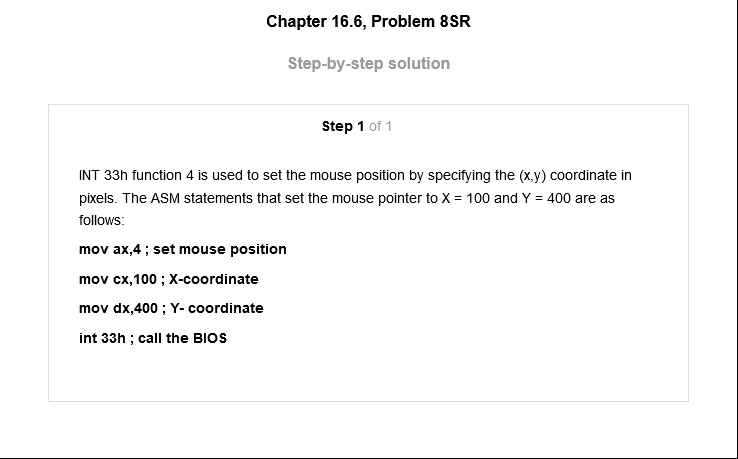 Chapter 16.6, Problem 8SR
Step-by-step solution
Step 1 of 1
INT 33h function 4 is used to set the mouse position by specifying the (x,y) coordinate in
pixels. The ASM statements that set the mouse pointer to X = 100 and Y = 400 are as
follows:
mov ax,4 ; set mouse position
mov cx,100 ; X-coordinate
mov dx,400 ; Y- coordinate
int 33h ; call the BIOS